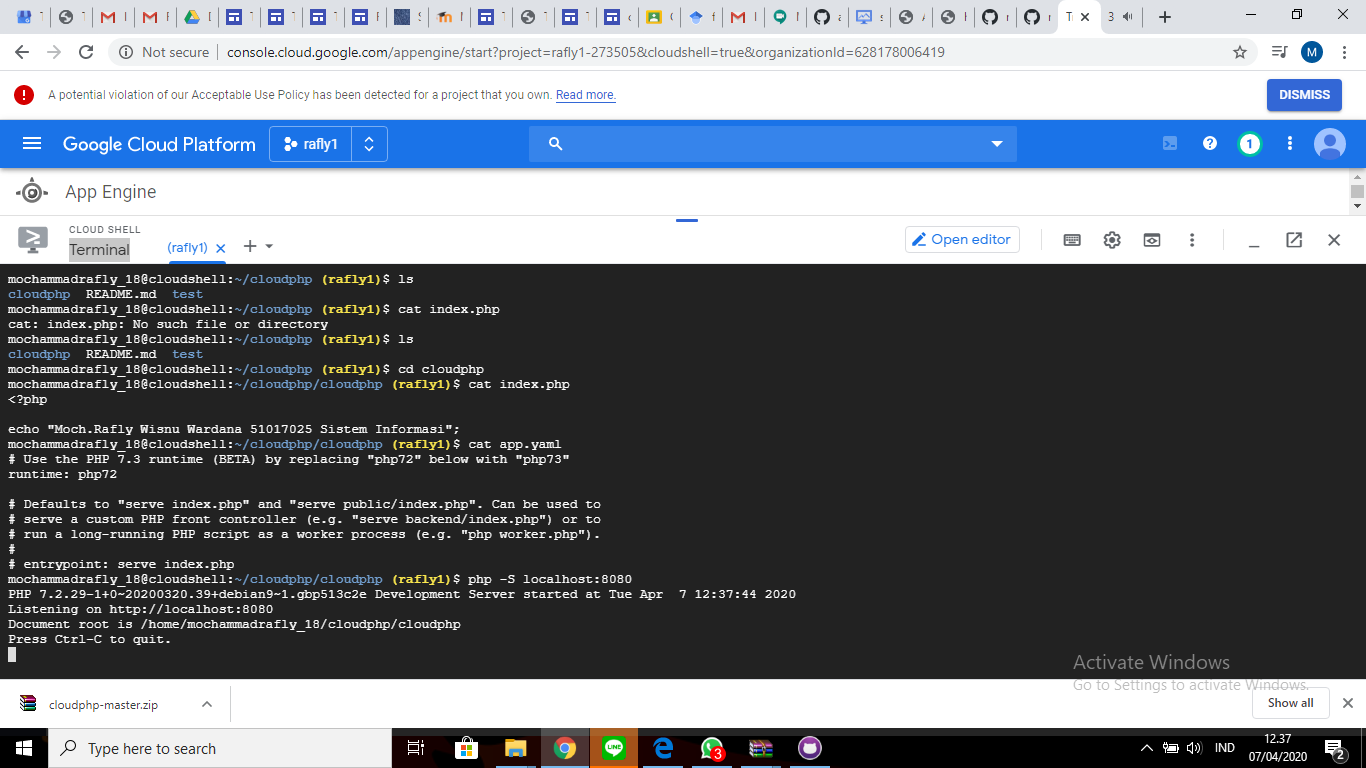 Not secure
console.cloud.google.com/appengine/start?project=rafly1-273505&cloudshell=true&organizationId=628178006419
M
A potential violation of our Acceptable Use Policy has been detected for a project that you own. Read more.
DISMISS
Google Cloud Platform
rafly1
1
App Engine
CLOUD SHELL
Terminal
(rafly1)
Open editor
mochammadrafly_18@cloudshell:~/cloudphp (rafly1)$ ls
cloudphp README.md test
mochammadrafly_18@cloudshell:~/cloudphp (rafly1)$ cat index.php
cat: index.php: No such file or directory
mochammadrafly_18@cloudshell:~/cloudphp (rafly1)$ ls
cloudphp README.md test
mochammadrafly_18@cloudshell:~/cloudphp (rafly1)$ cd cloudphp
mochammadrafly_18@cloudshell:~/cloudphp/cloudphp (rafly1)$ cat index.php
<?php
echo "Moch.Rafly Wisnu Wardana 51017025 Sistem Informasi";
mochammadrafly_18@cloudshell:~/cloudphp/cloudphp (rafly1)$ cat app.yaml
# Use the PHP 7.3 runtime (BETA) by replacing "php72" below with "php73"
runtime: php72
# Defaults to "serve index.php" and "serve public/index.php". Can be used to
# serve a custom PHP front controller (e.g. "serve backend/index.php") or to
# run a long-running PHP script as a worker process (e.g. "php worker.php").
#
# entrypoint: serve index.php
mochammadrafly_18@cloudshell:~/cloudphp/cloudphp (rafly1)$ php -S localhost:8080
PHP 7.2.29-1+0~20200320.39+debian9~1.gbp513c2e Development Server started at Tue Apr 7 12:37:44 2020
Listening on http://localhost:8080
Document root is /home/mochammadrafly_18/cloudphp/cloudphp
Press Ctrl-C to quit.
Activate Windows
Go to Settings to activate Windows.
cloudphp-master.zip
Show all
Type here to search
LINE
3
IND
12.37
07/04/2020
2